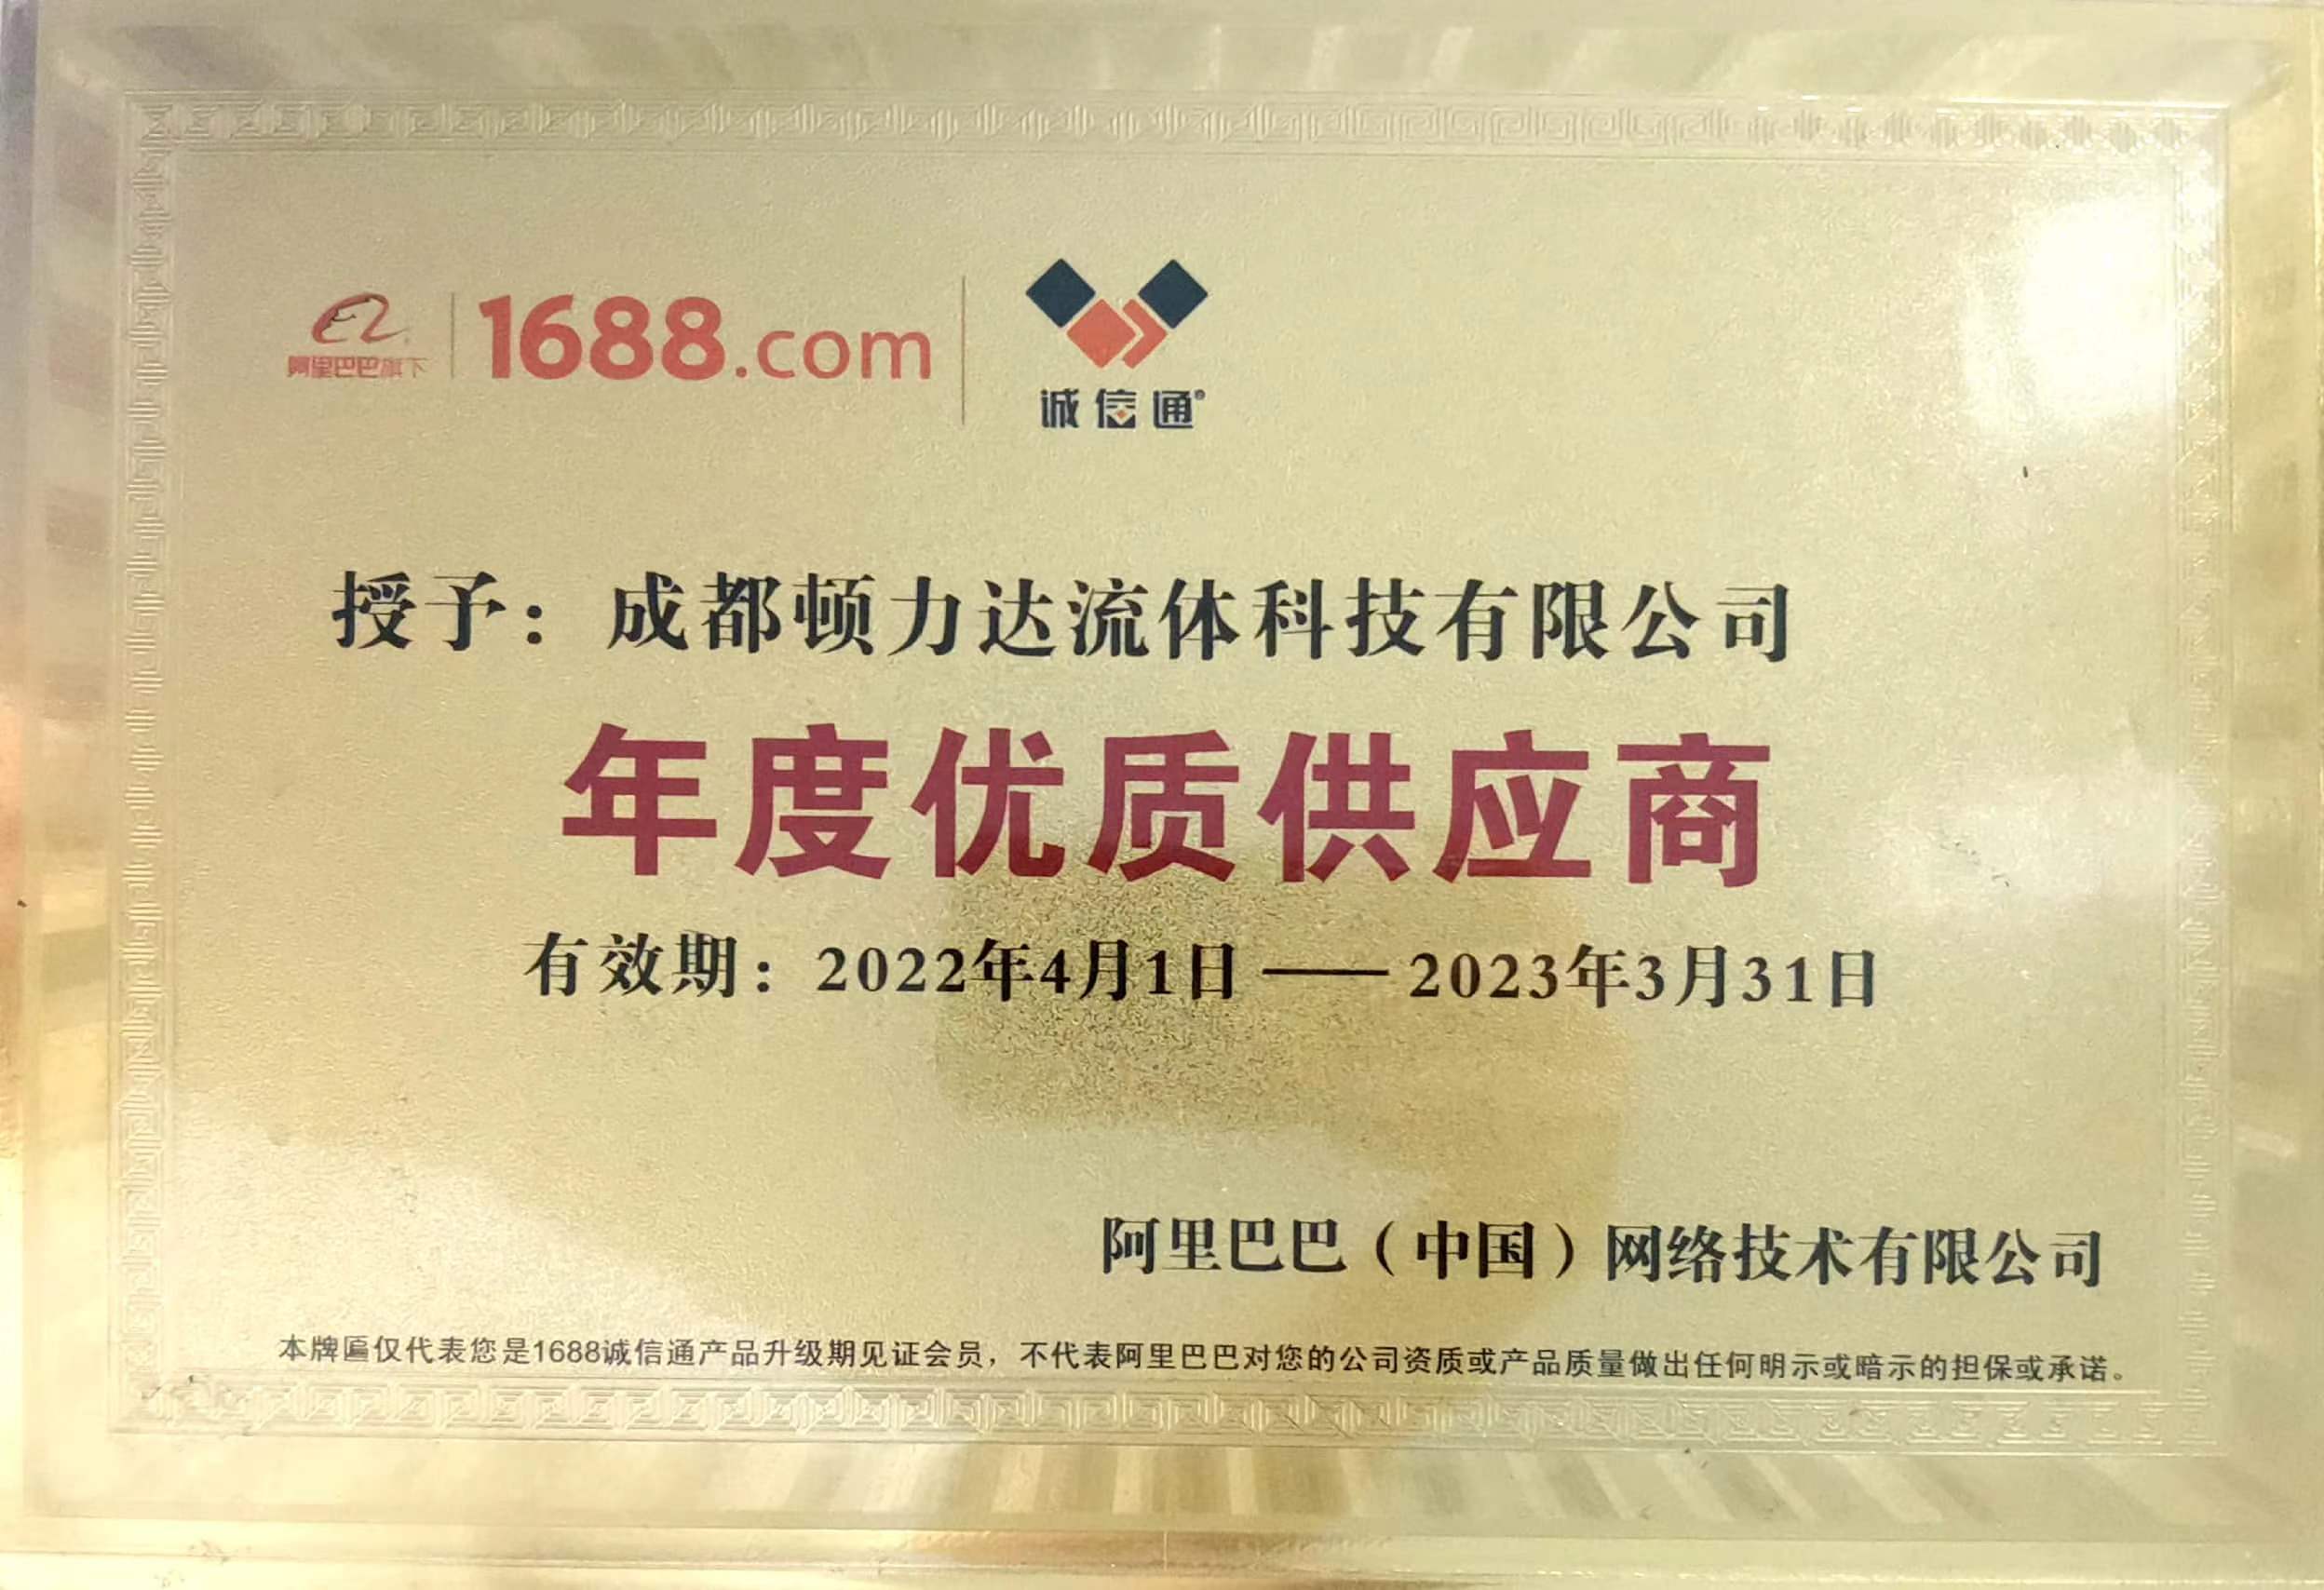 阿里巴巴旗下 1688.com 诚信通®
授予：成都顿力达流体科技有限公司
年度优质供应商
有效期：2022年4月1日——2023年3月31日
阿里巴巴（中国）网络技术有限公司
本牌匾仅代表您是1688诚信通产品升级期见证会员，不代表阿里巴巴对您的公司资质或产品质量做出任何明示或暗示的担保或承诺。